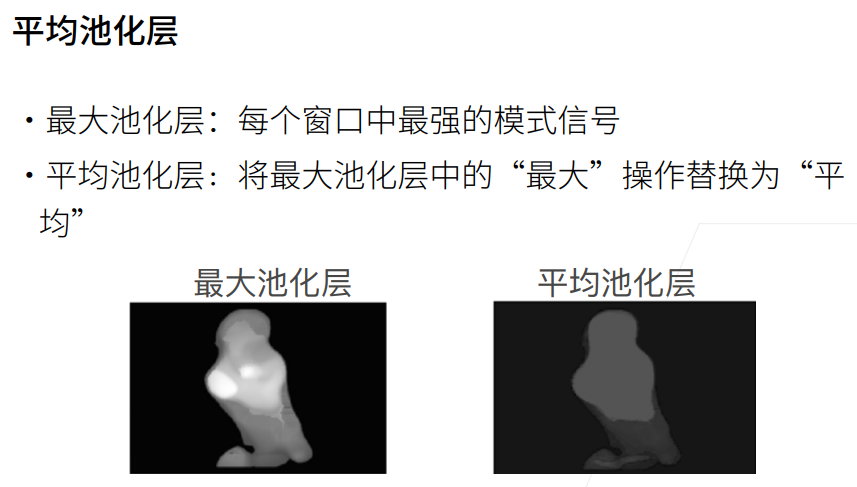 平均池化层
• 最大池化层：每个窗口中最强的模式信号
• 平均池化层：将最大池化层中的“最大”操作替换为“平
均”
最大池化层
平均池化层